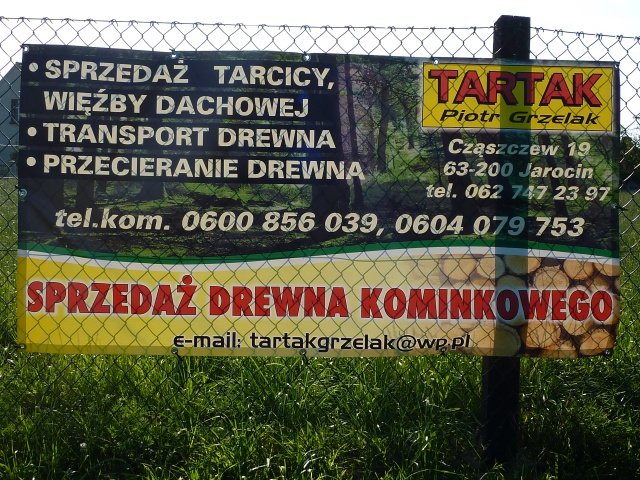 • SPRZEDAŻ TARCICY,
WIĘŹBY DACHOWEJ
• TRANSPORT DREWNA
• PRZECIERANIE DREWNA
TARTAK
Piotr Grzelak
Cząszczew 19
63-200 Jarocin
tel. 062 747 23 97
tel.kom. 0600 856 039, 0604 079 753
SPRZEDAŻ DREWNA KOMINKOWEGO
e-mail: tartakgrzelak@wp.pl